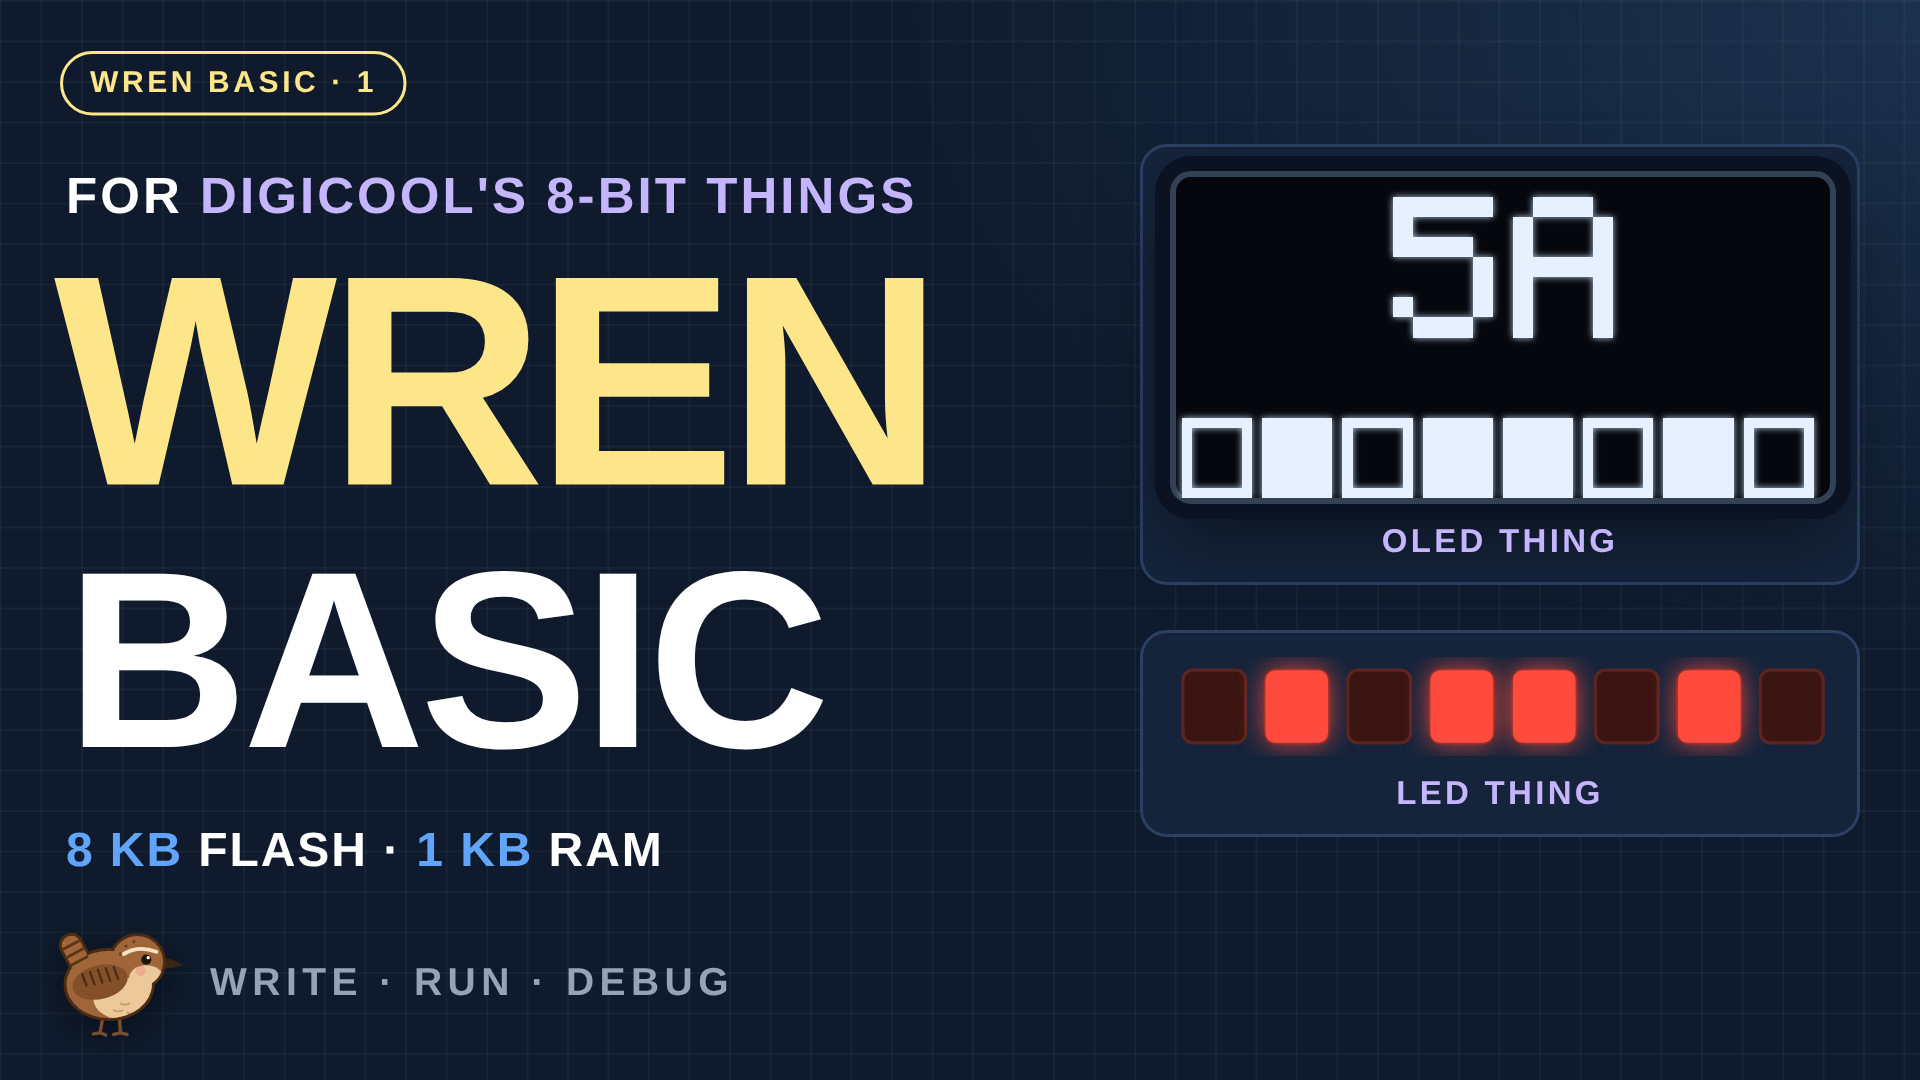 WREN BASIC · 1
FOR DIGICOOL'S 8-BIT THINGS
WREN
BASIC
8 KB FLASH · 1 KB RAM
WRITE · RUN · DEBUG
5A
OLED THING
LED THING